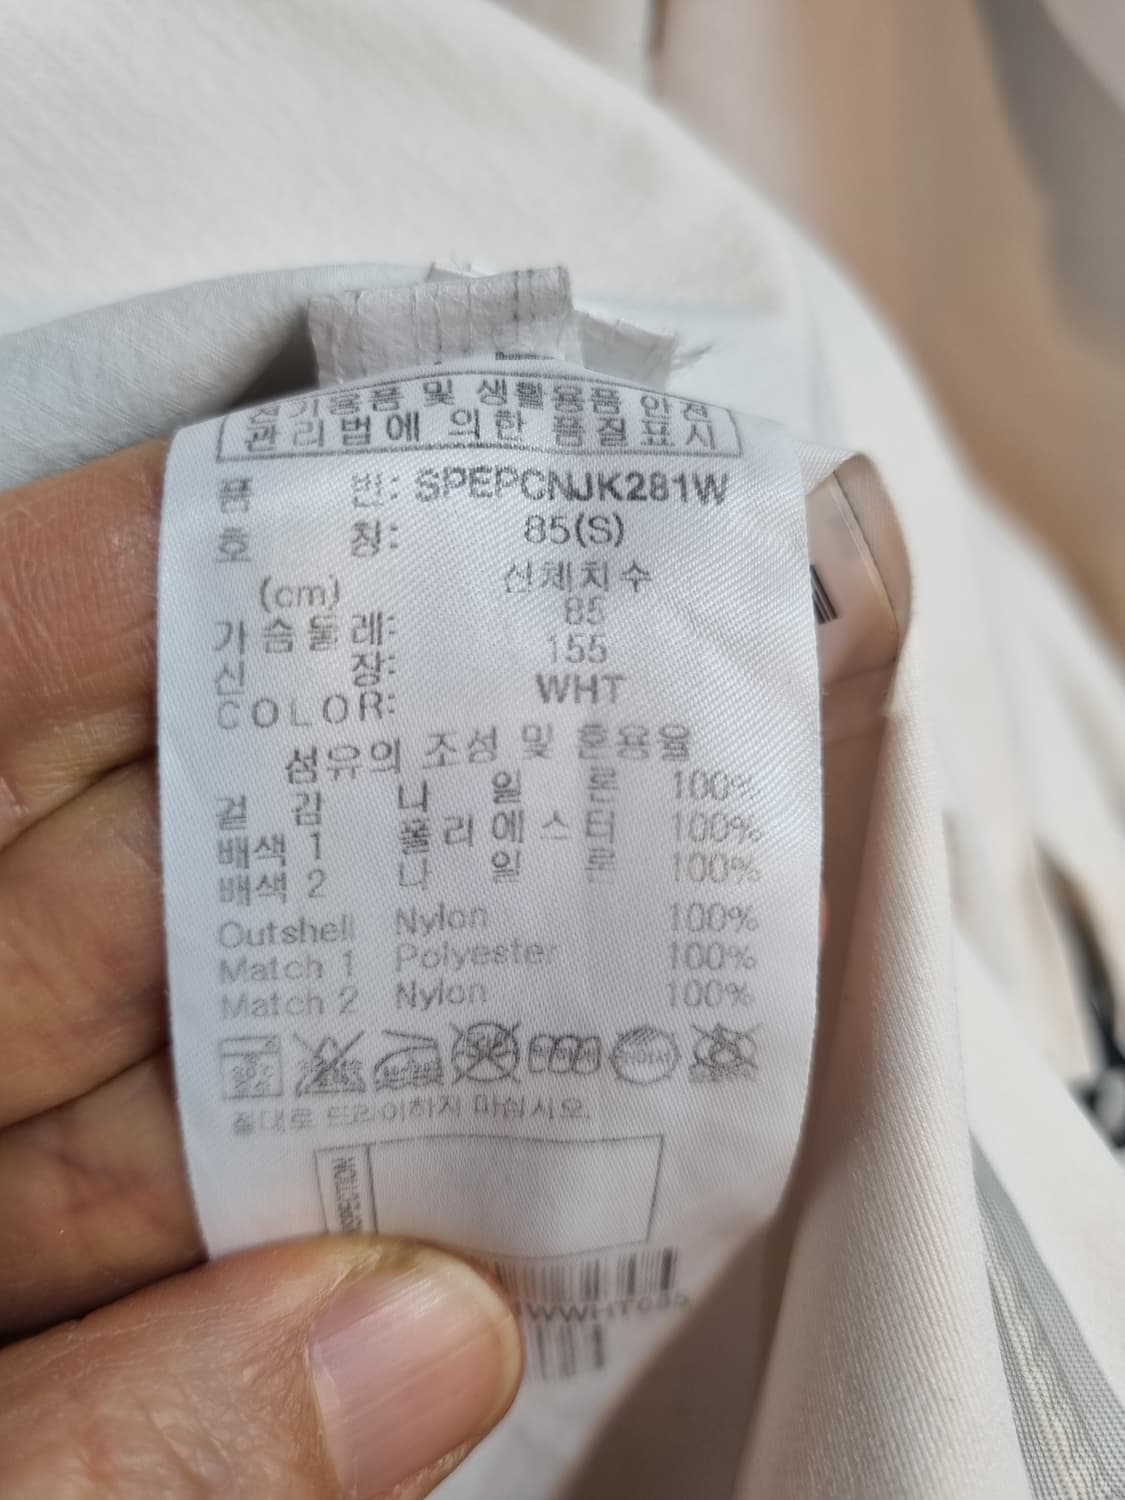 전기용품 및 생활용품 안전
관리법에 의한 품질표시
품 번: SPEPCNJK281W
호 칭: 85(S)
(cm) 신체치수
가슴둘레: 85
신 장: 155
COLOR: WHT
섬유의 조성 및 혼용율
겉 감 나 일 론 100%
배색 1 폴리에스터 100%
배색 2 나 일 론 100%
Outshell Nylon 100%
Match 1 Polyester 100%
Match 2 Nylon 100%
절대로 드라이하지 마십시오.